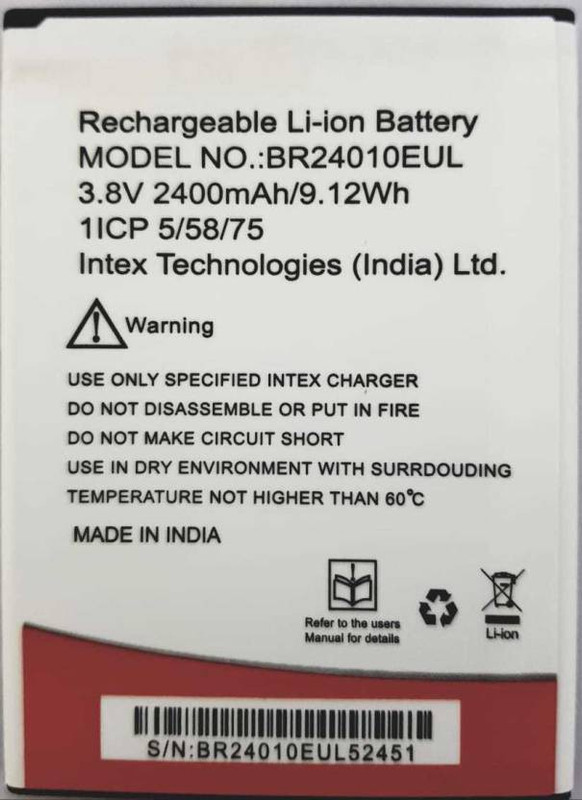 Rechargeable Li-ion Battery
MODEL NO.:BR24010EUL
3.8V 2400mAh/9.12Wh
1ICP 5/58/75
Intex Technologies (India) Ltd.
Warning
USE ONLY SPECIFIED INTEX CHARGER
DO NOT DISASSEMBLE OR PUT IN FIRE
DO NOT MAKE CIRCUIT SHORT
USE IN DRY ENVIRONMENT WITH SURRDOUDING
TEMPERATURE NOT HIGHER THAN 60℃
MADE IN INDIA
Refer to the users
Manual for details
Li-ion
S/N:BR24010EUL52451